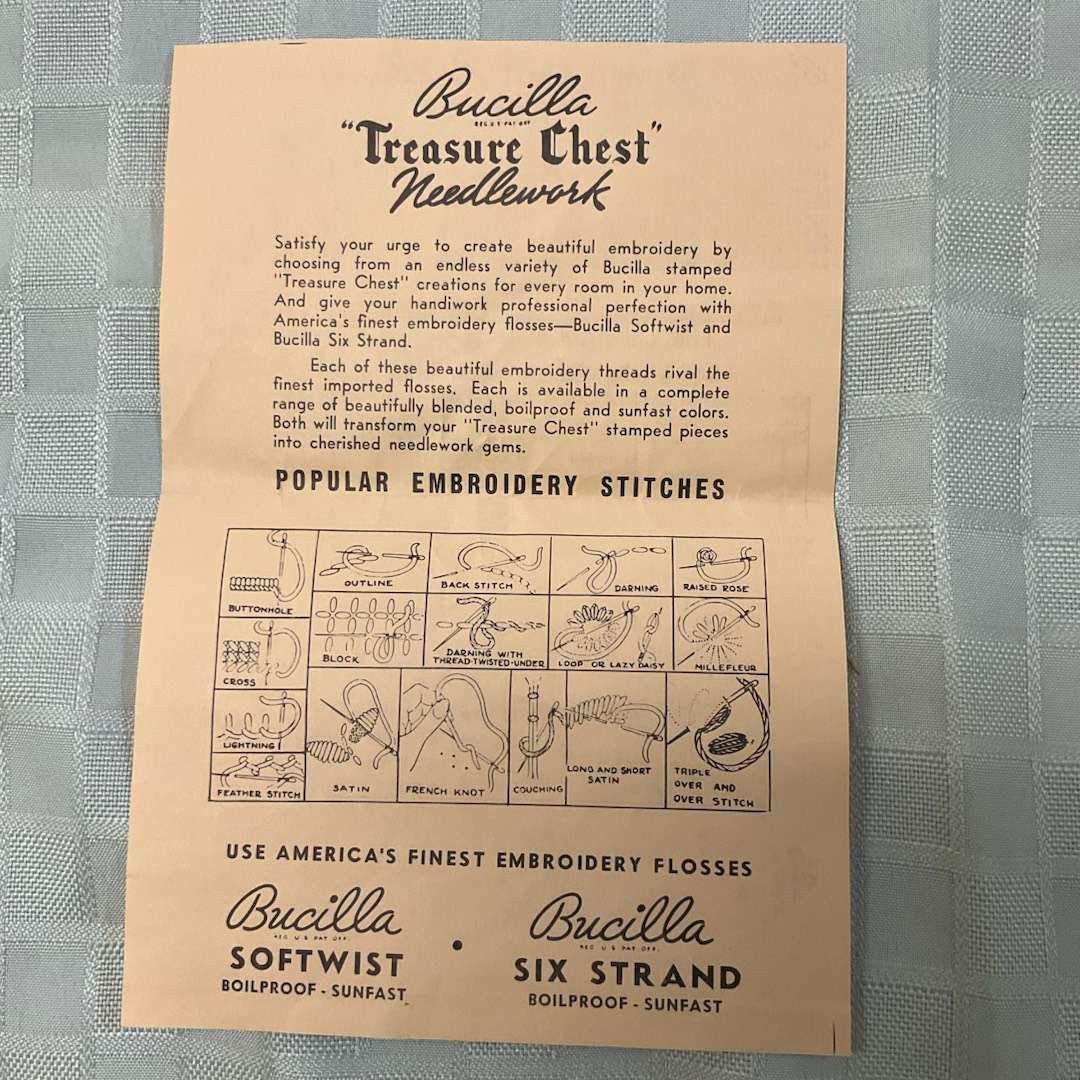 Bucilla
REG. U S PAT OFF
"Treasure Chest"
Needlework
Satisfy your urge to create beautiful embroidery by
choosing from an endless variety of Bucilla stamped
"Treasure Chest" creations for every room in your home.
And give your handiwork professional perfection with
America's finest embroidery flosses—Bucilla Softwist and
Bucilla Six Strand.
Each of these beautiful embroidery threads rival the
finest imported flosses. Each is available in a complete
range of beautifully blended, boilproof and sunfast colors.
Both will transform your "Treasure Chest" stamped pieces
into cherished needlework gems.
POPULAR EMBROIDERY STITCHES
BUTTONHOLE
OUTLINE
BACK STITCH
DARNING
RAISED ROSE
CROSS
BLOCK
DARNING WITH
THREAD-TWISTED-UNDER
LOOP OR LAZY DAISY
MILLEFLEUR
LIGHTNING
FEATHER STITCH
SATIN
FRENCH KNOT
COUCHING
LONG AND SHORT
SATIN
TRIPLE
OVER AND
OVER STITCH
USE AMERICA'S FINEST EMBROIDERY FLOSSES
Bucilla
REG. U S PAT OFF.
SOFTWIST
BOILPROOF - SUNFAST
•
Bucilla
REG U S PAT OFF.
SIX STRAND
BOILPROOF - SUNFAST